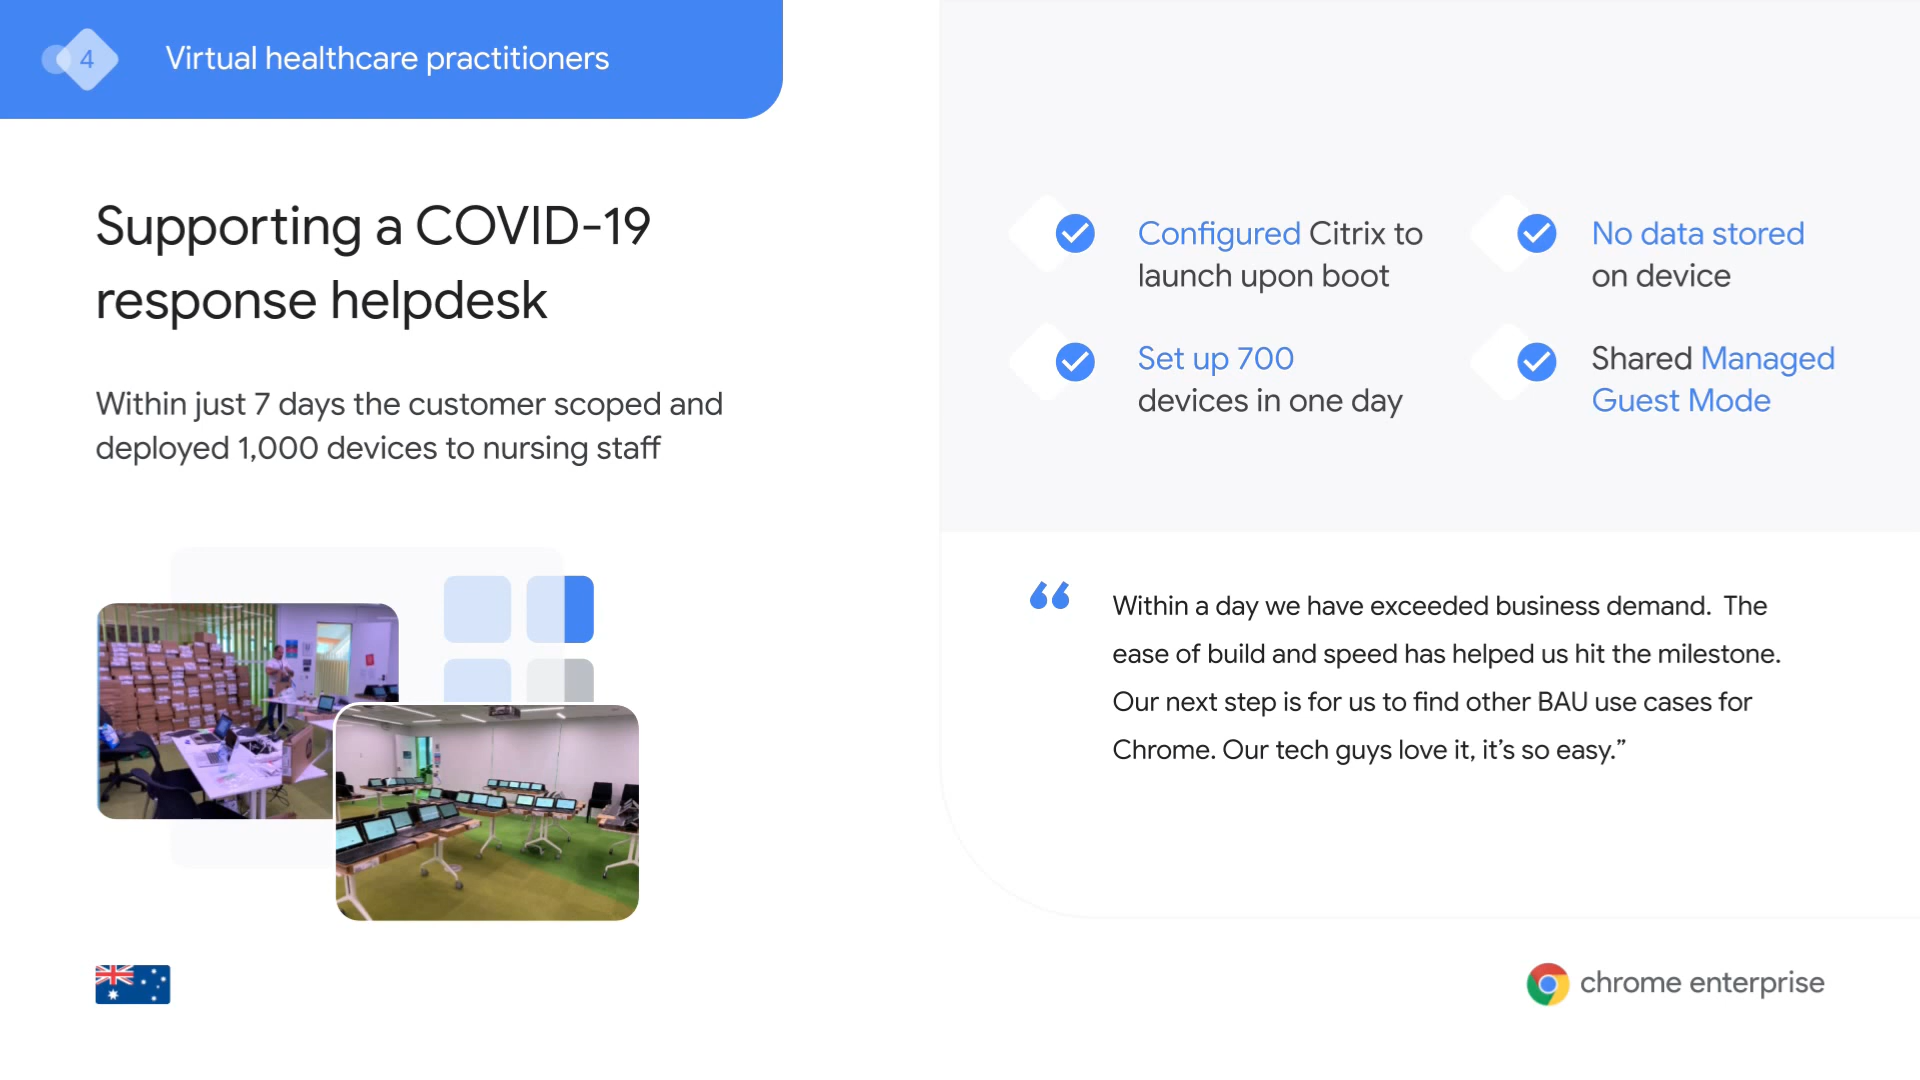 4
Virtual healthcare practitioners
Supporting a COVID-19
response helpdesk
Within just 7 days the customer scoped and
deployed 1,000 devices to nursing staff
Configured Citrix to
launch upon boot
No data stored
on device
Set up 700
devices in one day
Shared Managed
Guest Mode
“ Within a day we have exceeded business demand.  The
ease of build and speed has helped us hit the milestone.
Our next step is for us to find other BAU use cases for
Chrome. Our tech guys love it, it’s so easy.”
chrome enterprise